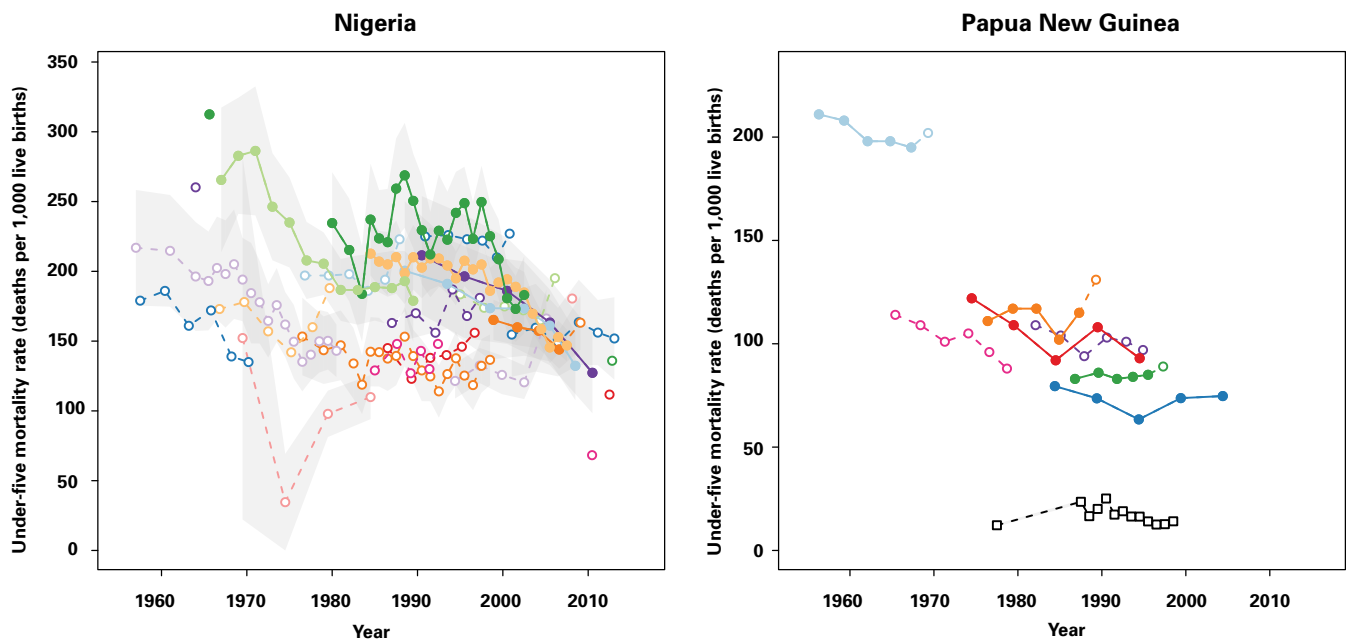 Nigeria
Under-five mortality rate (deaths per 1,000 live births)
350
300
250
200
150
100
50
0
1960 1970 1980 1990 2000 2010
Year
Papua New Guinea
Under-five mortality rate (deaths per 1,000 live births)
200
150
100
50
0
1960 1970 1980 1990 2000 2010
Year